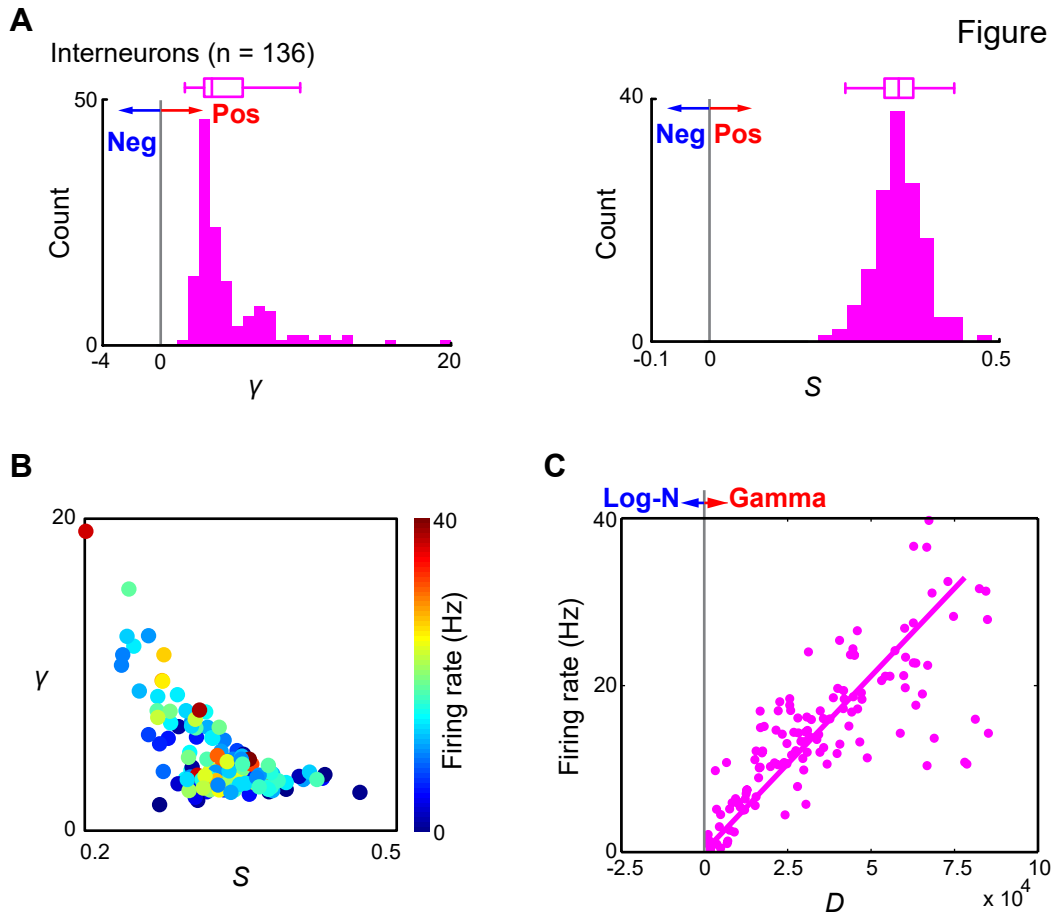 A
Figure
Interneurons (n = 136)
50
Neg
Pos
Count
0
-4
0
20
γ
40
Neg
Pos
Count
0
-0.1
0
0.5
S
B
20
γ
0
0.2
0.5
S
40
Firing rate (Hz)
0
C
Log-N
Gamma
40
Firing rate (Hz)
20
0
-2.5
0
2.5
5
7.5
10
x 10⁴
D